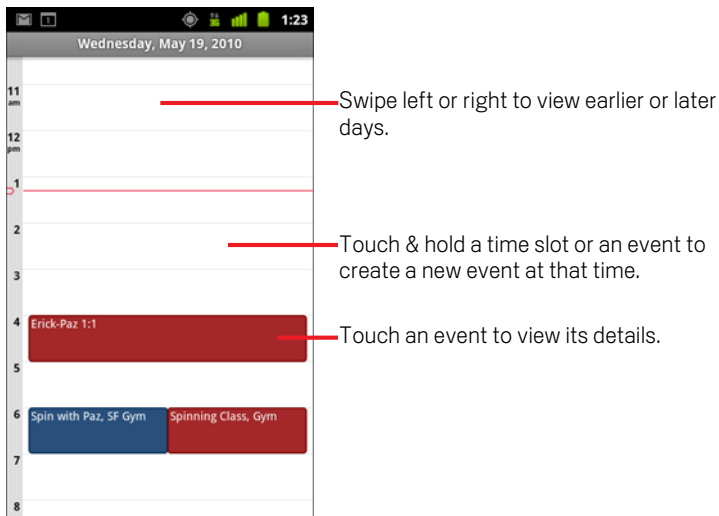 1
3G
1:23
Wednesday, May 19, 2010
11
am
12
pm
1
2
3
4
5
6
7
8
Erick-Paz 1:1
Spin with Paz, SF Gym
Spinning Class, Gym
Swipe left or right to view earlier or later
days.
Touch & hold a time slot or an event to
create a new event at that time.
Touch an event to view its details.